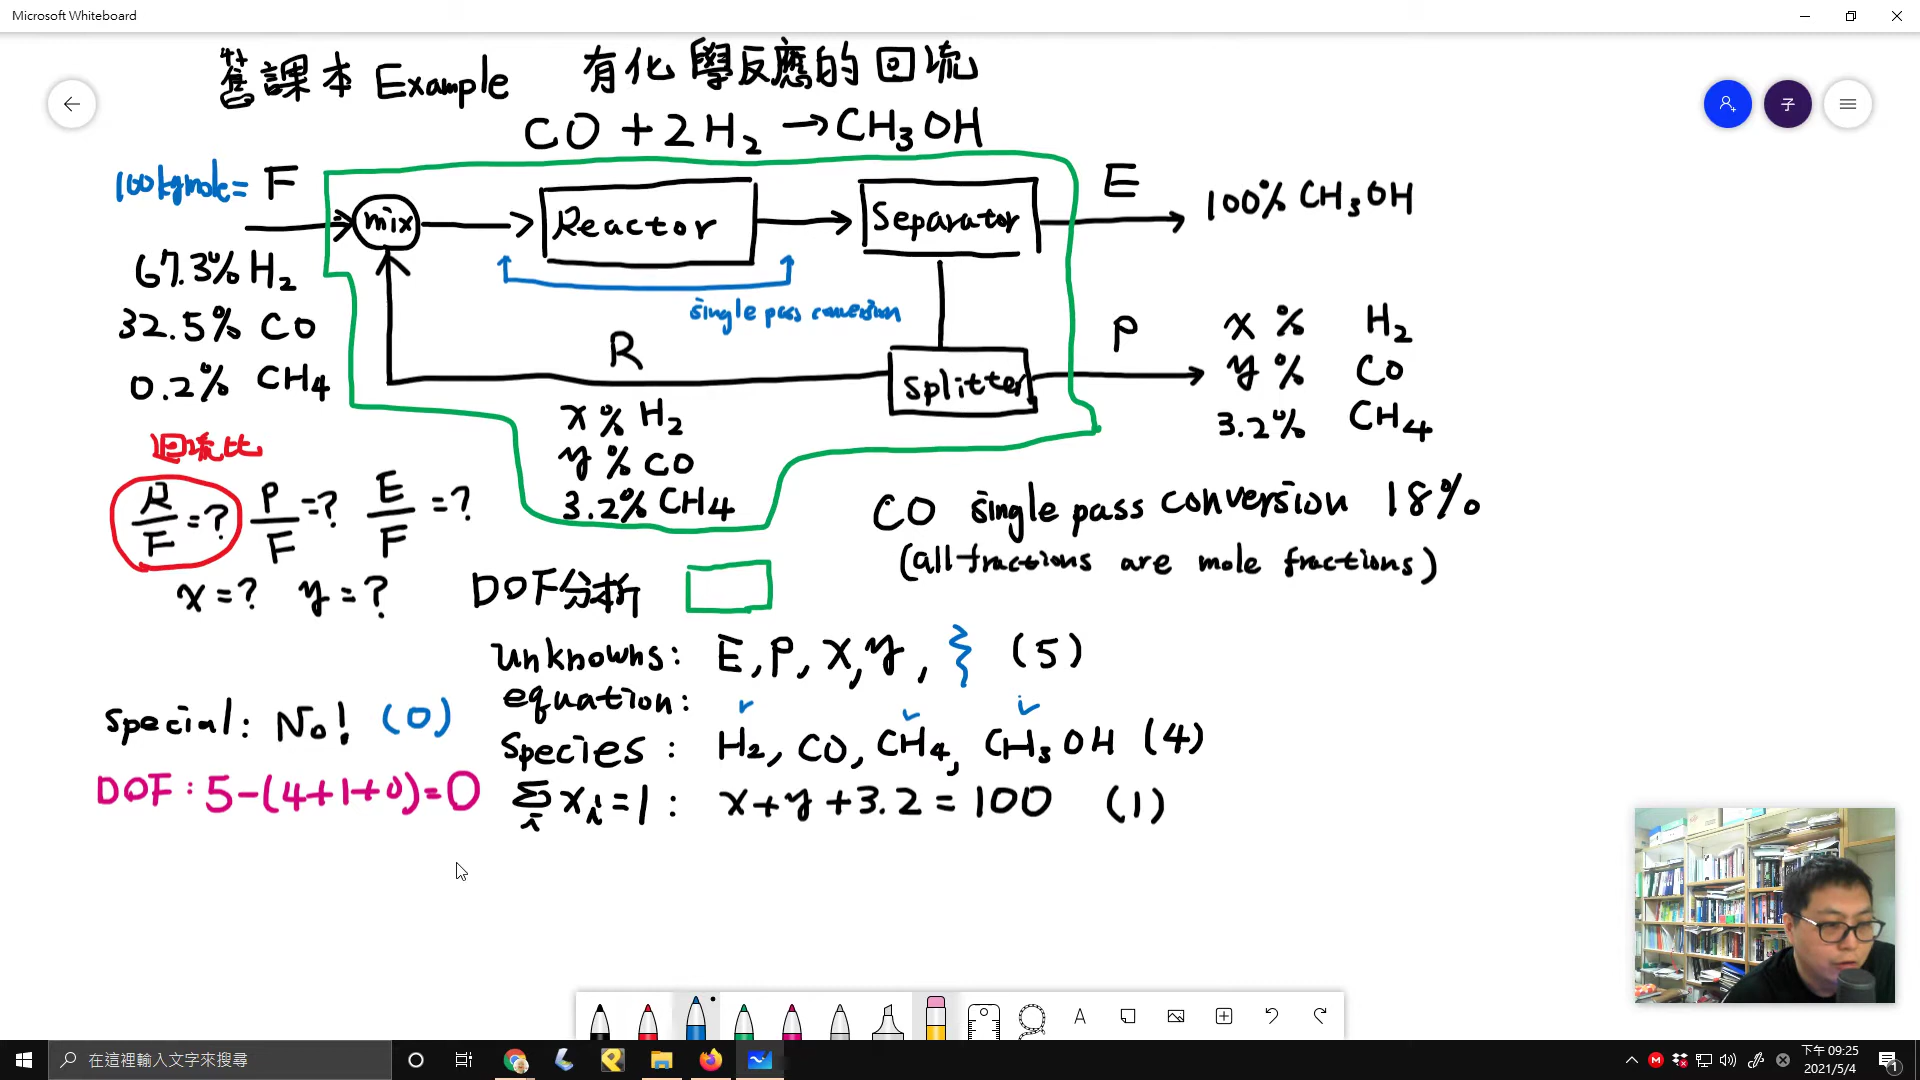 Microsoft Whiteboard
舊課本 Example 有化學反應的回流
CO + 2H₂ → CH₃OH
100 kgmole = F
67.3% H₂
32.5% CO
0.2% CH₄
mix
Reactor
Separator
E
100% CH₃OH
single pass conversion
R
Splitter
P
x % H₂
y % CO
3.2% CH₄
x % H₂
y % CO
3.2% CH₄
回流比
R/F = ? P/F = ? E/F = ?
x = ? y = ?
CO single pass conversion 18%
(all fractions are mole fractions)
DOF分析
unknowns: E, P, x, y, ξ (5)
equation:
Species: H₂, CO, CH₄, CH₃OH (4)
Σᵢ xᵢ = 1: x + y + 3.2 = 100 (1)
Special: No! (0)
DOF: 5-(4+1+0)=0
子
在這裡輸入文字來搜尋
下午 09:25
2021/5/4